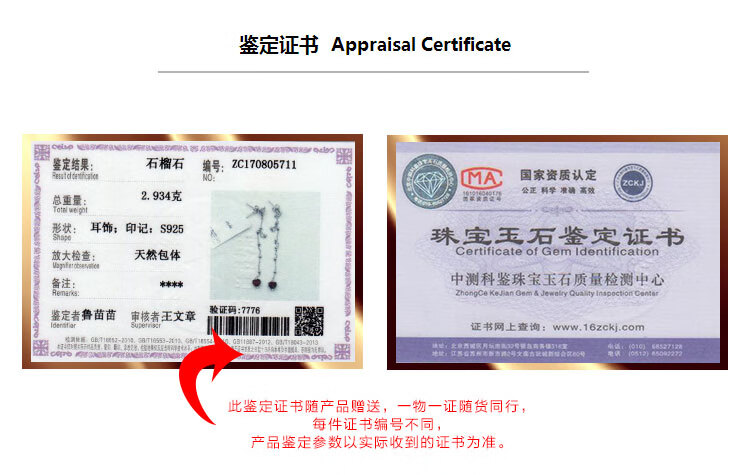 鉴定证书 Appraisal Certificate
鉴定结果: 石榴石
Result of identification
编号: ZC170805711
NO:
总重量: 2.934克
Total weight
形状: 耳饰; 印记: S925
Shape
放大检查: 天然包体
Magnifier observation
备注: ****
Remarks:
鉴定者 鲁苗苗 审核者 王文章
Identifier Supervisor
验证码: 7776
国家资质认定
公正 科学 准确 高效
CMA
ZCKJ
珠宝玉石鉴定证书
Certificate of Gem Identification
中测科鉴珠宝玉石质量检测中心
ZhongCe KeJian Gem & Jewelry Quality Inspection Center
证书网上查询: www.16zckj.com
此鉴定证书随产品赠送，一物一证随货同行，
每件证书编号不同，
产品鉴定参数以实际收到的证书为准。